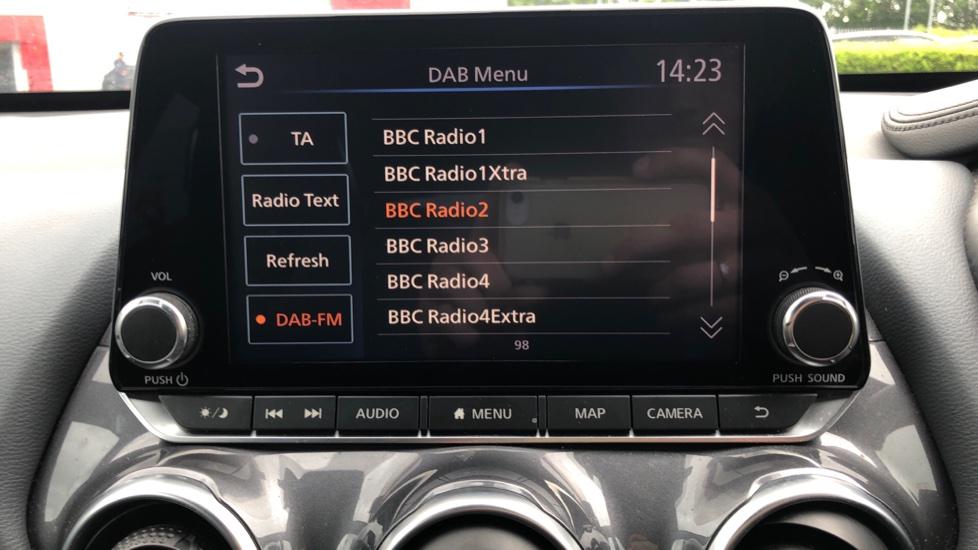 DAB Menu
14:23
TA
Radio Text
Refresh
DAB-FM
BBC Radio1
BBC Radio1Xtra
BBC Radio2
BBC Radio3
BBC Radio4
BBC Radio4Extra
98
VOL
PUSH
PUSH SOUND
AUDIO
MENU
MAP
CAMERA